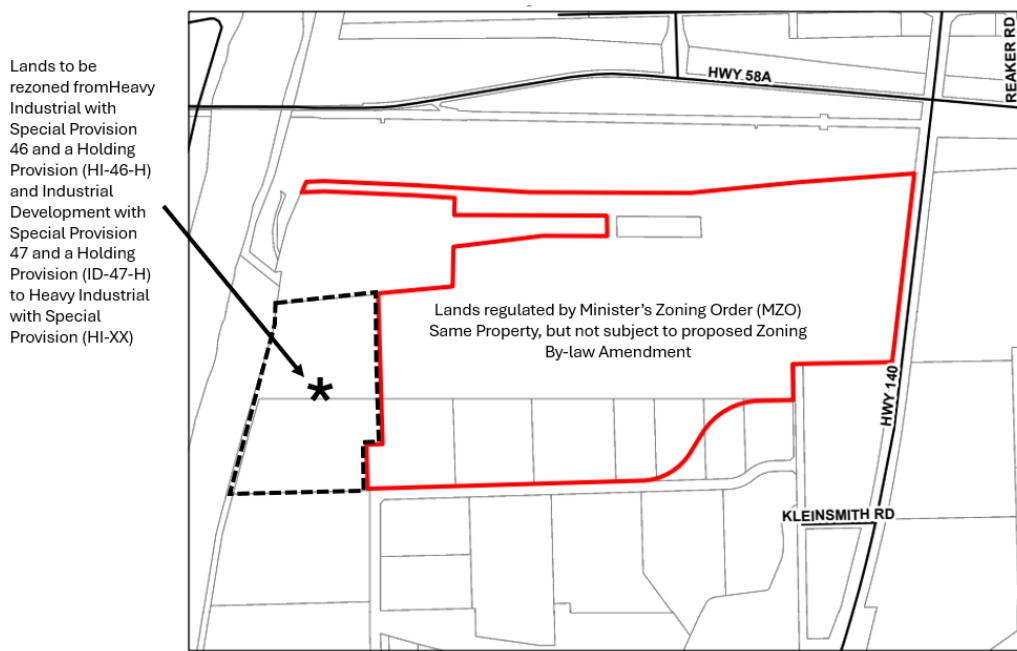 Lands to be
rezoned fromHeavy
Industrial with
Special Provision
46 and a Holding
Provision (HI-46-H)
and Industrial
Development with
Special Provision
47 and a Holding
Provision (ID-47-H)
to Heavy Industrial
with Special
Provision (HI-XX)
HWY 58A
REAKER RD
Lands regulated by Minister’s Zoning Order (MZO)
Same Property, but not subject to proposed Zoning
By-law Amendment
*
HWY 140
KLEINSMITH RD